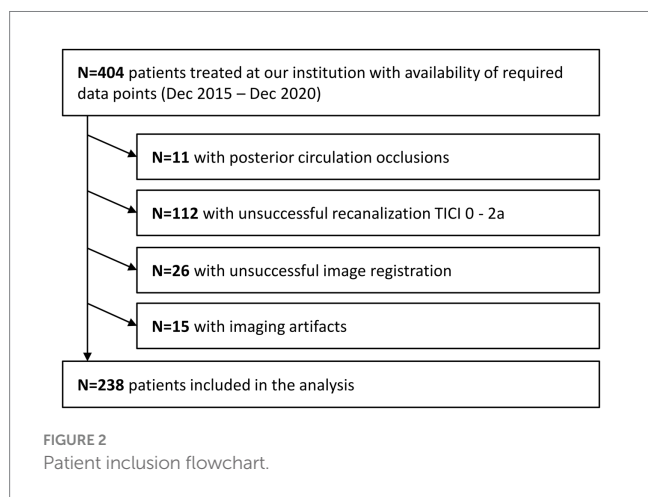 N=404 patients treated at our institution with availability of required
data points (Dec 2015 – Dec 2020)
N=11 with posterior circulation occlusions
N=112 with unsuccessful recanalization TICI 0 - 2a
N=26 with unsuccessful image registration
N=15 with imaging artifacts
N=238 patients included in the analysis
FIGURE 2
Patient inclusion flowchart.